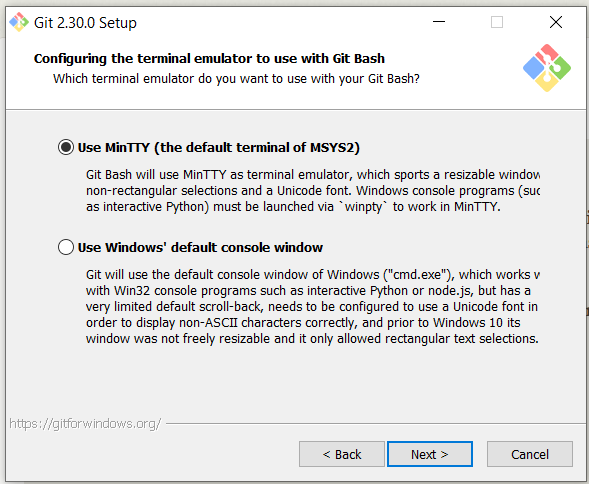 Git 2.30.0 Setup
Configuring the terminal emulator to use with Git Bash
Which terminal emulator do you want to use with your Git Bash?
Use MinTTY (the default terminal of MSYS2)
Git Bash will use MinTTY as terminal emulator, which sports a resizable window
non-rectangular selections and a Unicode font. Windows console programs (suc
as interactive Python) must be launched via `winpty` to work in MinTTY.
Use Windows' default console window
Git will use the default console window of Windows ("cmd.exe"), which works w
with Win32 console programs such as interactive Python or node.js, but has a
very limited default scroll-back, needs to be configured to use a Unicode font in
order to display non-ASCII characters correctly, and prior to Windows 10 its
window was not freely resizable and it only allowed rectangular text selections.
https://gitforwindows.org/
< Back
Next >
Cancel